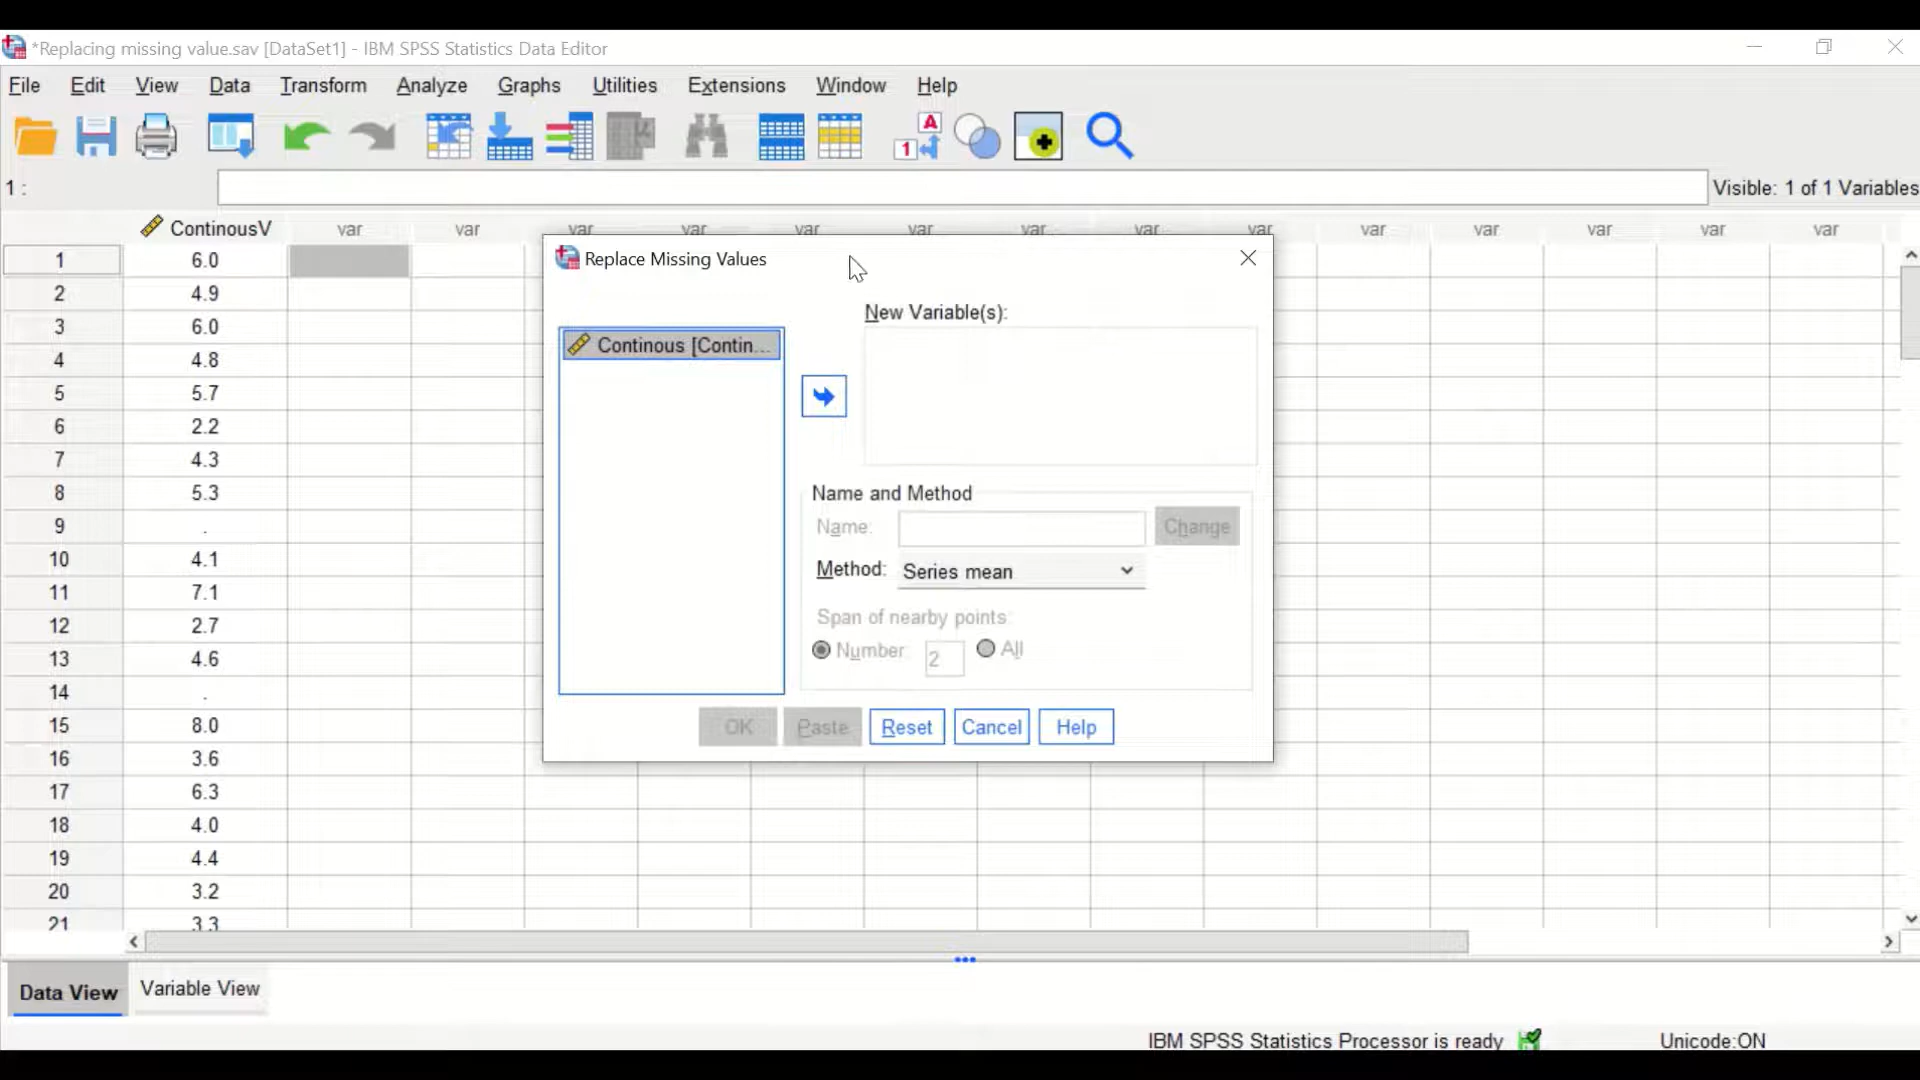 *Replacing missing value.sav [DataSet1] - IBM SPSS Statistics Data Editor
File Edit View Data Transform Analyze Graphs Utilities Extensions Window Help
1 :
Visible: 1 of 1 Variables
ContinousV var var var var var var var var var var var var var var
1 6.0
2 4.9
3 6.0
4 4.8
5 5.7
6 2.2
7 4.3
8 5.3
9 .
10 4.1
11 7.1
12 2.7
13 4.6
14 .
15 8.0
16 3.6
17 6.3
18 4.0
19 4.4
20 3.2
21 3.3
Replace Missing Values
New Variable(s):
Continous [Contin...
Name and Method
Name: Change
Method: Series mean
Span of nearby points:
Number: 2 All
OK Paste Reset Cancel Help
Data View Variable View
IBM SPSS Statistics Processor is ready Unicode:ON